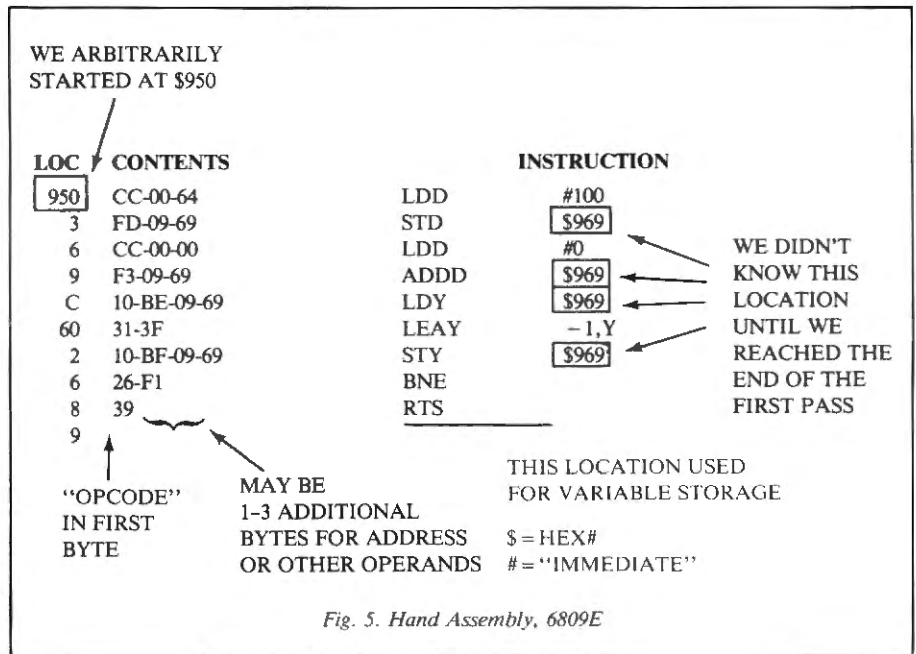 WE ARBITRARILY
STARTED AT $950
LOC CONTENTS INSTRUCTION
950 CC-00-64 LDD #100
3 FD-09-69 STD $969
6 CC-00-00 LDD #0
9 F3-09-69 ADDD $969
C 10-BE-09-69 LDY $969
60 31-3F LEAY −1,Y
2 10-BF-09-69 STY $969
6 26-F1 BNE
8 39 RTS
9
WE DIDN'T
KNOW THIS
LOCATION
UNTIL WE
REACHED THE
END OF THE
FIRST PASS
"OPCODE"
IN FIRST
BYTE
MAY BE
1–3 ADDITIONAL
BYTES FOR ADDRESS
OR OTHER OPERANDS
THIS LOCATION USED
FOR VARIABLE STORAGE
$ = HEX#
# = "IMMEDIATE"
Fig. 5. Hand Assembly, 6809E